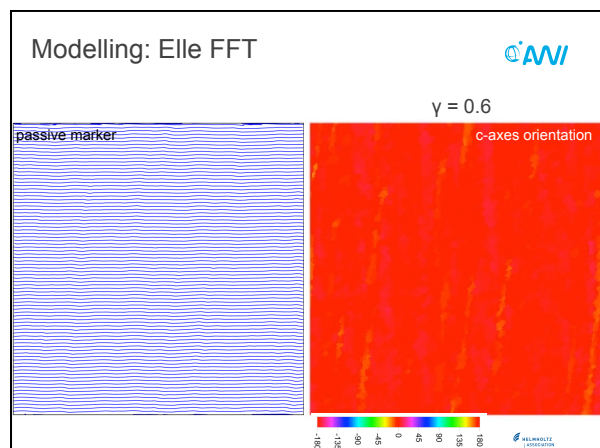 Modelling: Elle FFT
AWI
γ = 0.6
passive marker
c-axes orientation
-180 -135 -90 -45 0 45 90 135 180
HELMHOLTZ
ASSOCIATION